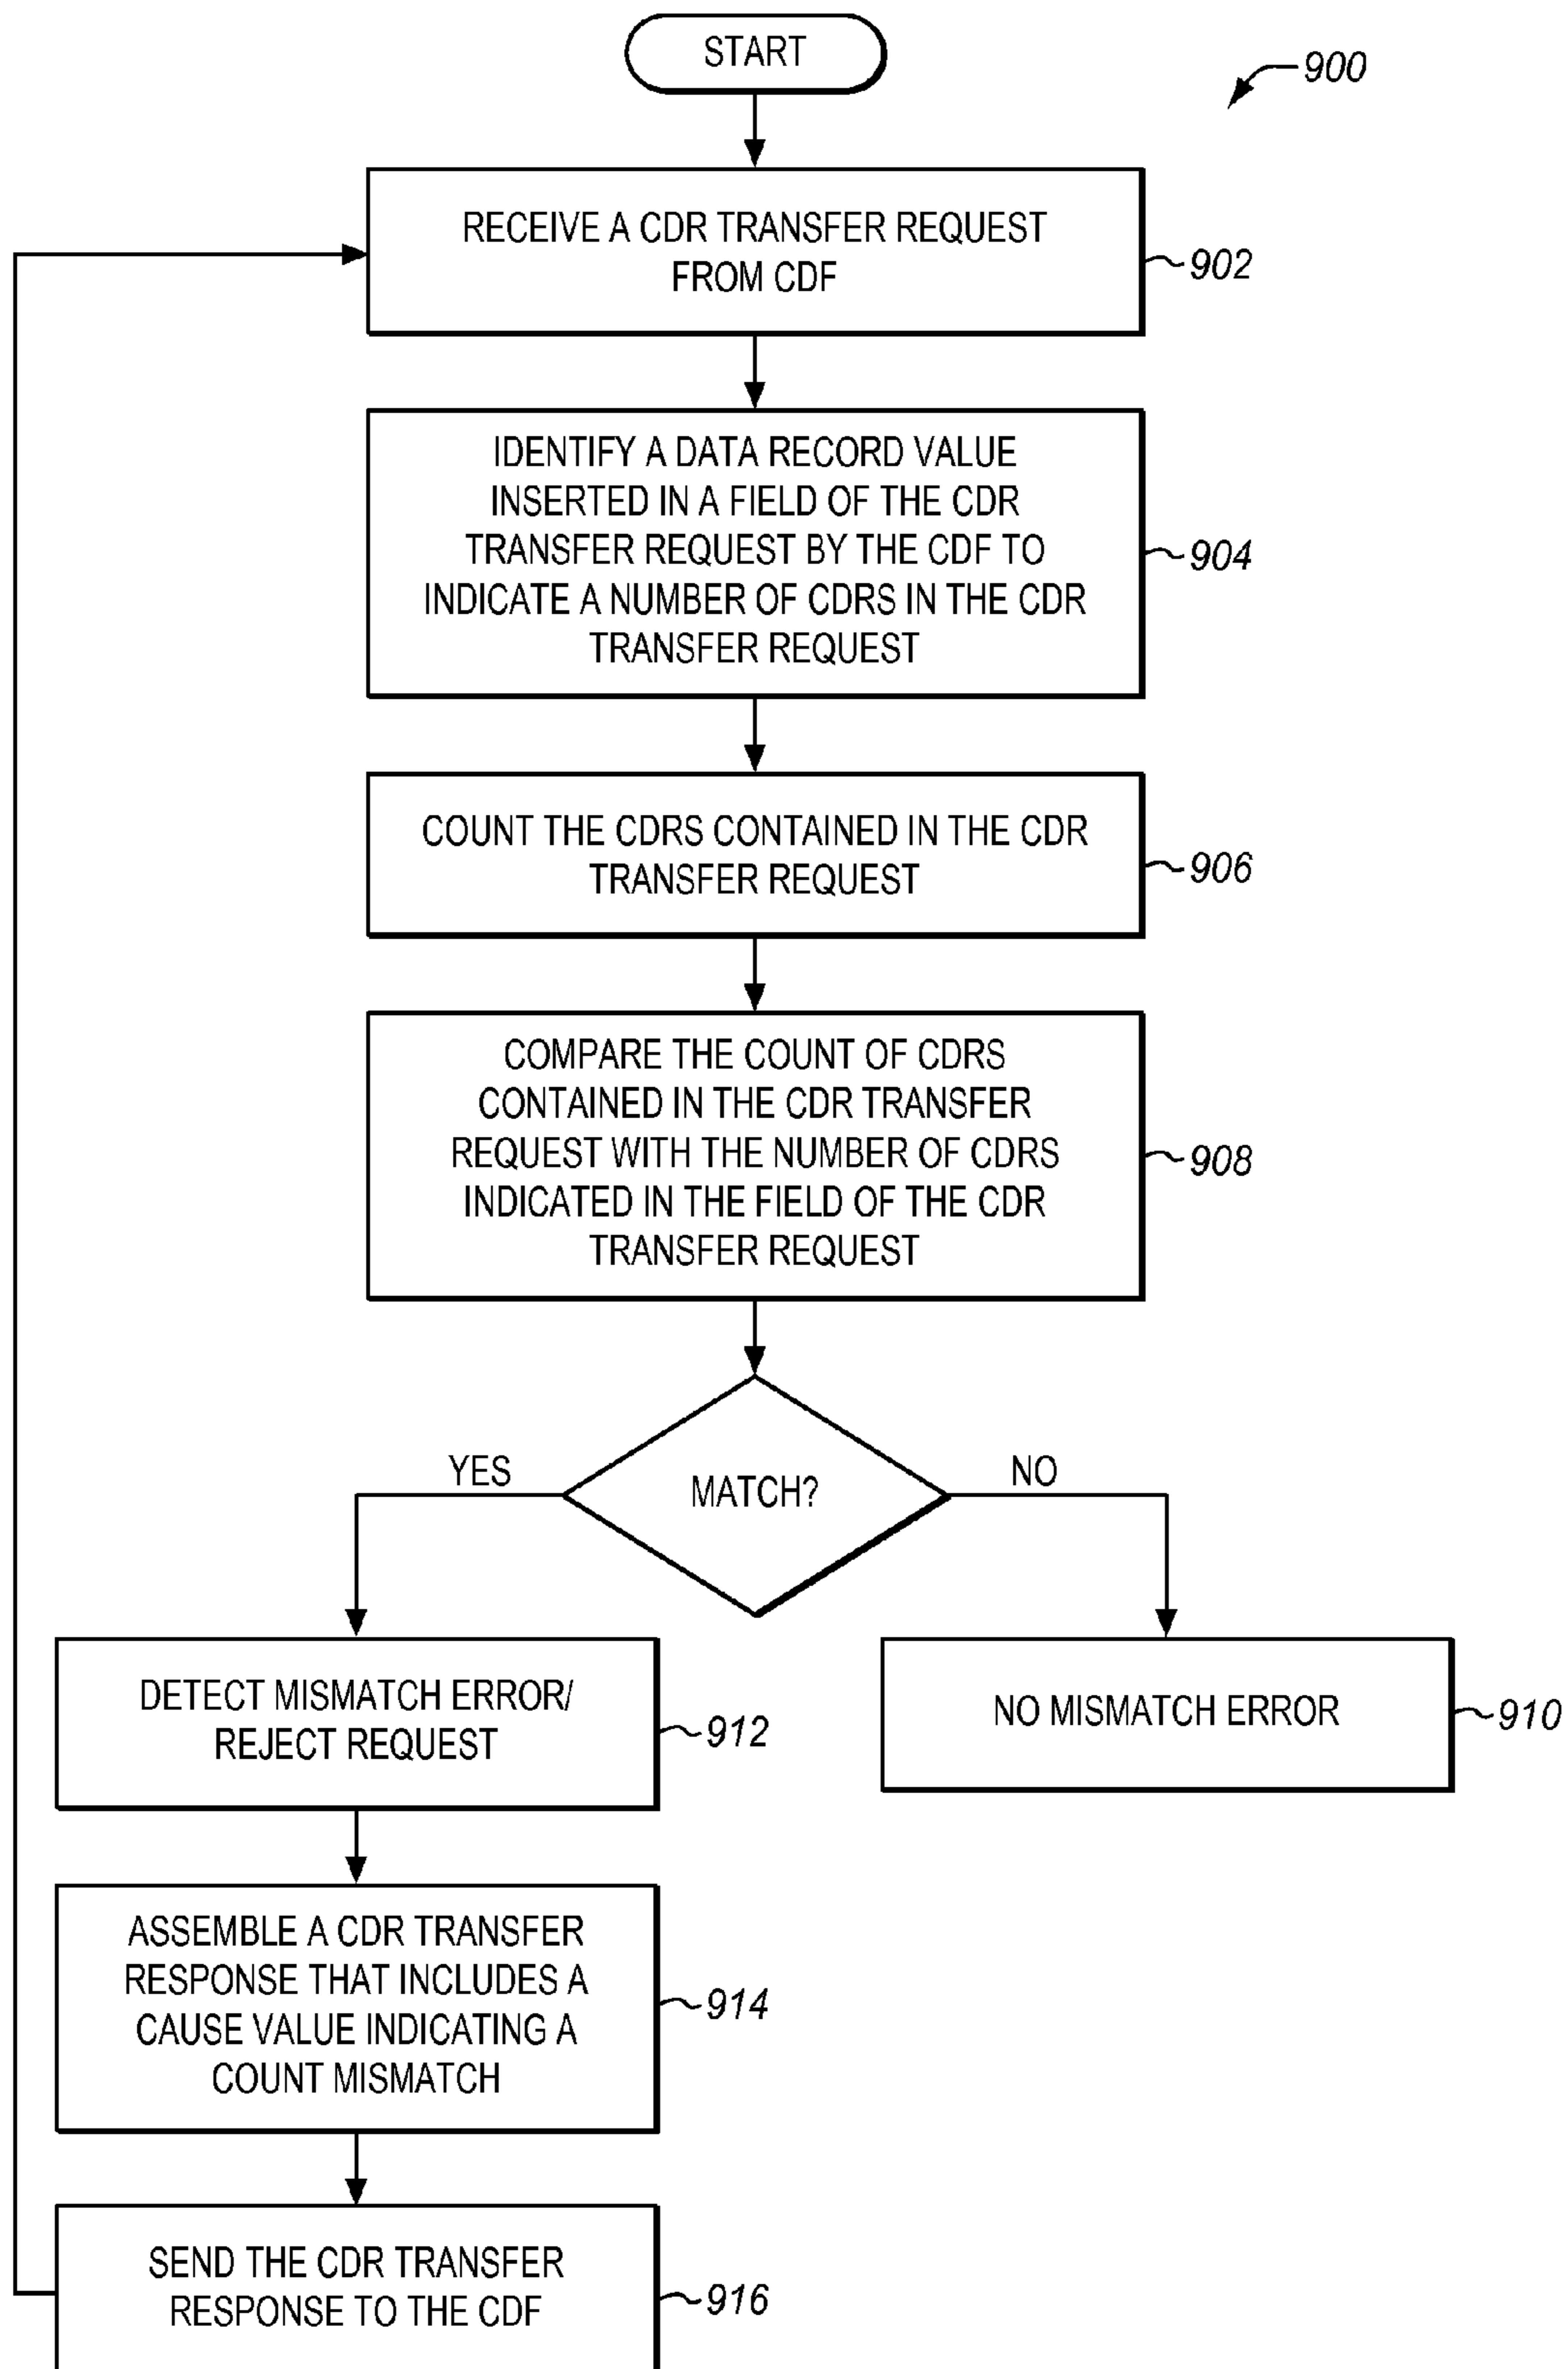 START
900
RECEIVE A CDR TRANSFER REQUEST
FROM CDF
902
IDENTIFY A DATA RECORD VALUE
INSERTED IN A FIELD OF THE CDR
TRANSFER REQUEST BY THE CDF TO
INDICATE A NUMBER OF CDRS IN THE CDR
TRANSFER REQUEST
904
COUNT THE CDRS CONTAINED IN THE CDR
TRANSFER REQUEST
906
COMPARE THE COUNT OF CDRS
CONTAINED IN THE CDR TRANSFER
REQUEST WITH THE NUMBER OF CDRS
INDICATED IN THE FIELD OF THE CDR
TRANSFER REQUEST
908
YES
MATCH?
NO
DETECT MISMATCH ERROR/
REJECT REQUEST
912
NO MISMATCH ERROR
910
ASSEMBLE A CDR TRANSFER
RESPONSE THAT INCLUDES A
CAUSE VALUE INDICATING A
COUNT MISMATCH
914
SEND THE CDR TRANSFER
RESPONSE TO THE CDF
916